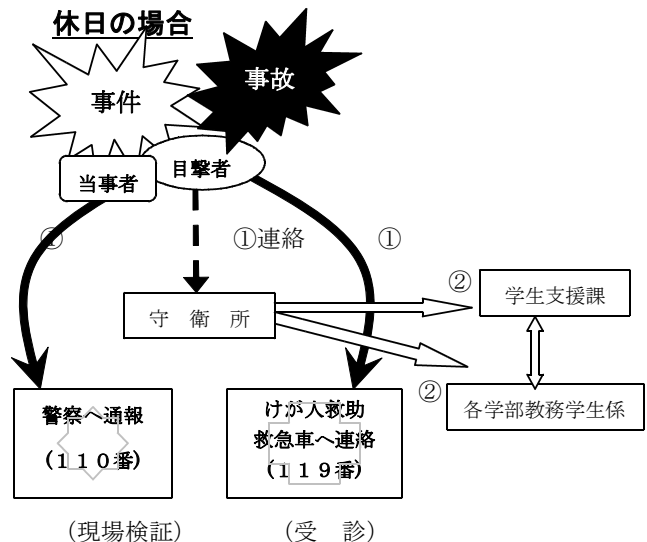 休日の場合
事件
事故
当事者
目撃者
①
①連絡
①
守　衛　所
②
学生支援課
②
各学部教務学生係
警察へ通報
（１１０番）
けが人救助
救急車へ連絡
（１１９番）
（現場検証）
（受　診）